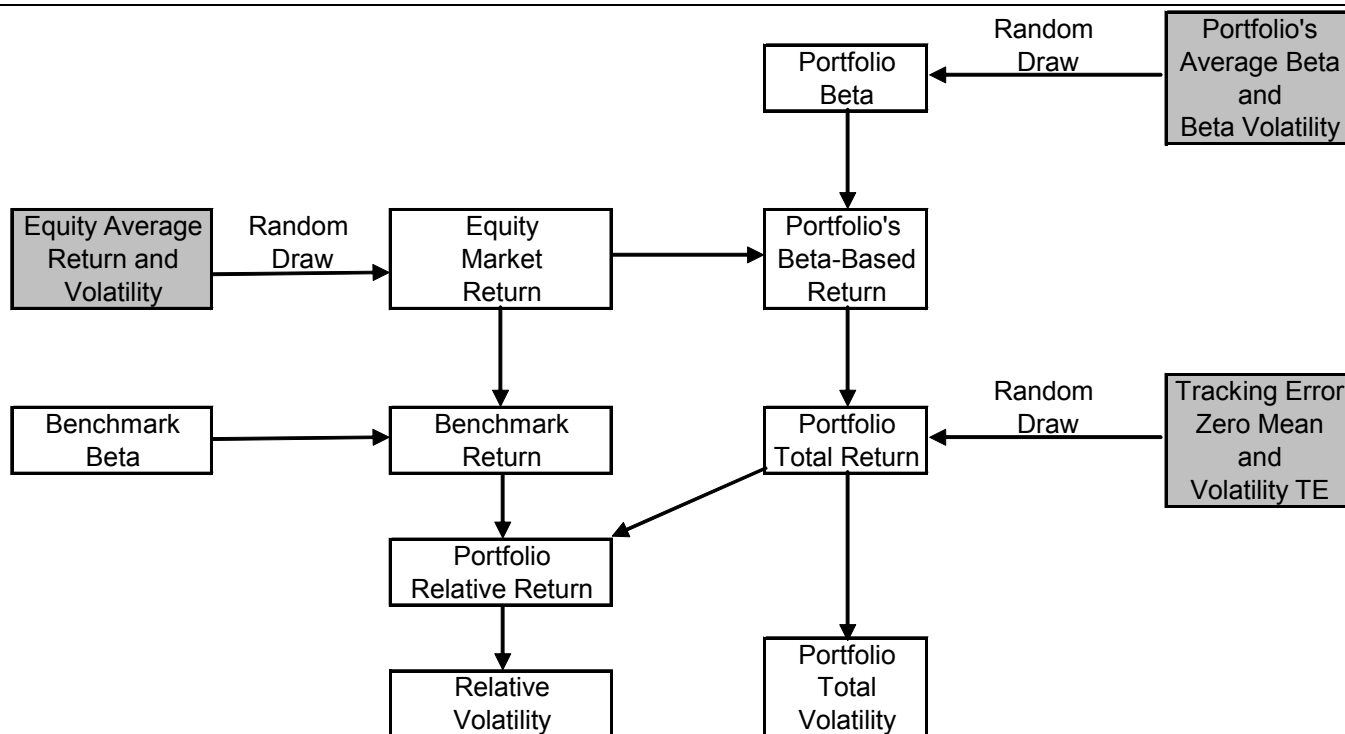 Random
Draw
Portfolio's
Average Beta
and
Beta Volatility
Portfolio
Beta
Equity Average
Return and
Volatility
Random
Draw
Equity
Market
Return
Portfolio's
Beta-Based
Return
Benchmark
Beta
Benchmark
Return
Portfolio
Total Return
Random
Draw
Tracking Error
Zero Mean
and
Volatility TE
Portfolio
Relative Return
Relative
Volatility
Portfolio
Total
Volatility